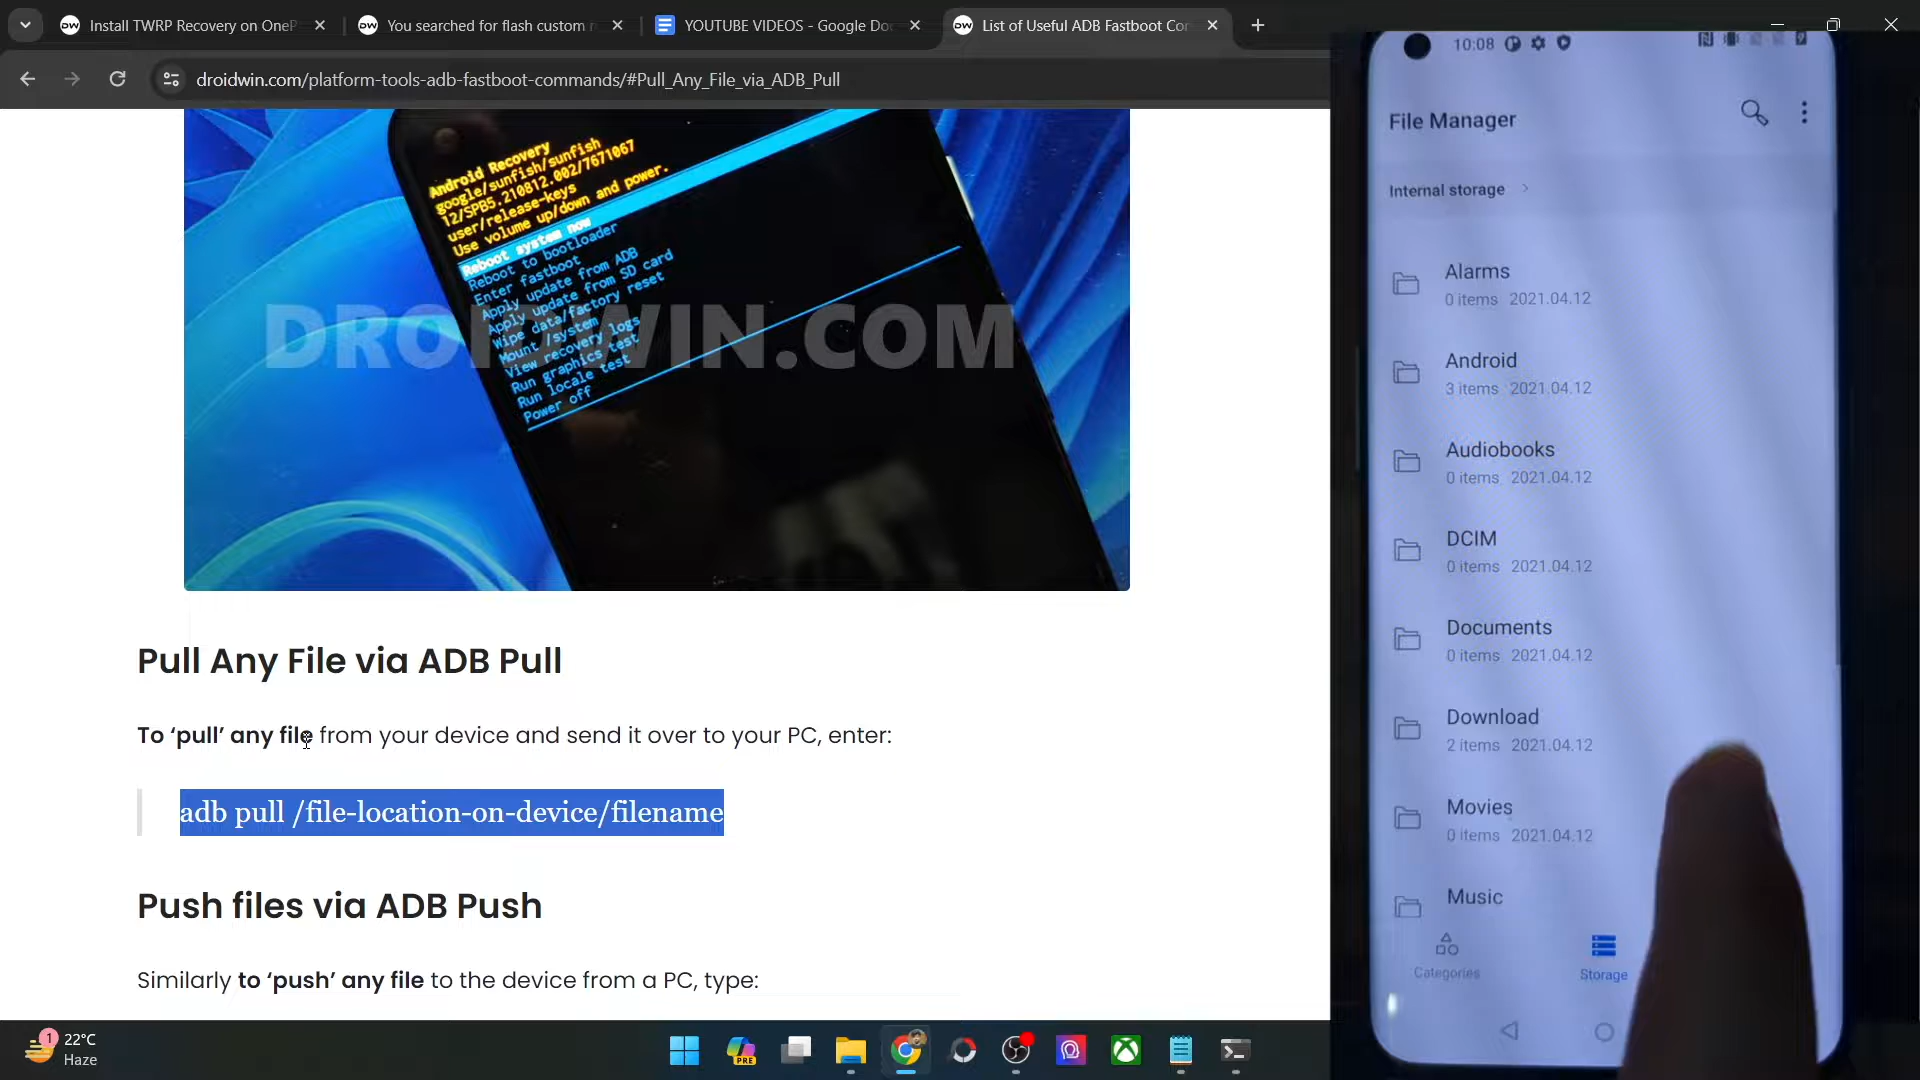 Install TWRP Recovery on OneP
You searched for flash custom r
YOUTUBE VIDEOS - Google Do
List of Useful ADB Fastboot Co
droidwin.com/platform-tools-adb-fastboot-commands/#Pull_Any_File_via_ADB_Pull
Android Recovery
google/sunfish/sunfish
12/SPB5.210812.002/7671067
user/release-keys
Use volume up/down and power.
Reboot system now
Reboot to bootloader
Enter fastboot
Apply update from ADB
Apply update from SD card
Wipe data/factory reset
Mount /system
View recovery logs
Run graphics test
Run locale test
Power off
DROIDWIN.COM
Pull Any File via ADB Pull
To ‘pull’ any file from your device and send it over to your PC, enter:
adb pull /file-location-on-device/filename
Push files via ADB Push
Similarly to ‘push’ any file to the device from a PC, type:
10:08
File Manager
Internal storage
Alarms
0 items 2021.04.12
Android
3 items 2021.04.12
Audiobooks
0 items 2021.04.12
DCIM
0 items 2021.04.12
Documents
0 items 2021.04.12
Download
2 items 2021.04.12
Movies
0 items 2021.04.12
Music
Categories
Storage
1
22°C
Haze
PRE